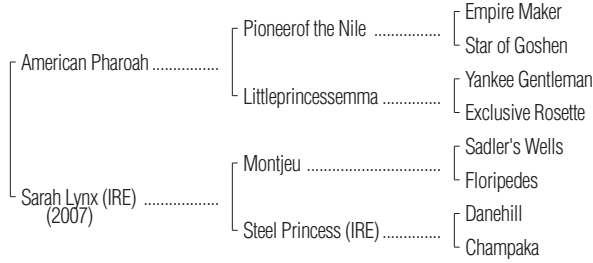 Empire Maker
Pioneerof the Nile ................
Star of Goshen
American Pharoah ................
Yankee Gentleman
Littleprincessemma ..............
Exclusive Rosette
Sadler's Wells
Montjeu ................................
Floripedes
Sarah Lynx (IRE) ..................
(2007)
Danehill
Steel Princess (IRE) ..............
Champaka